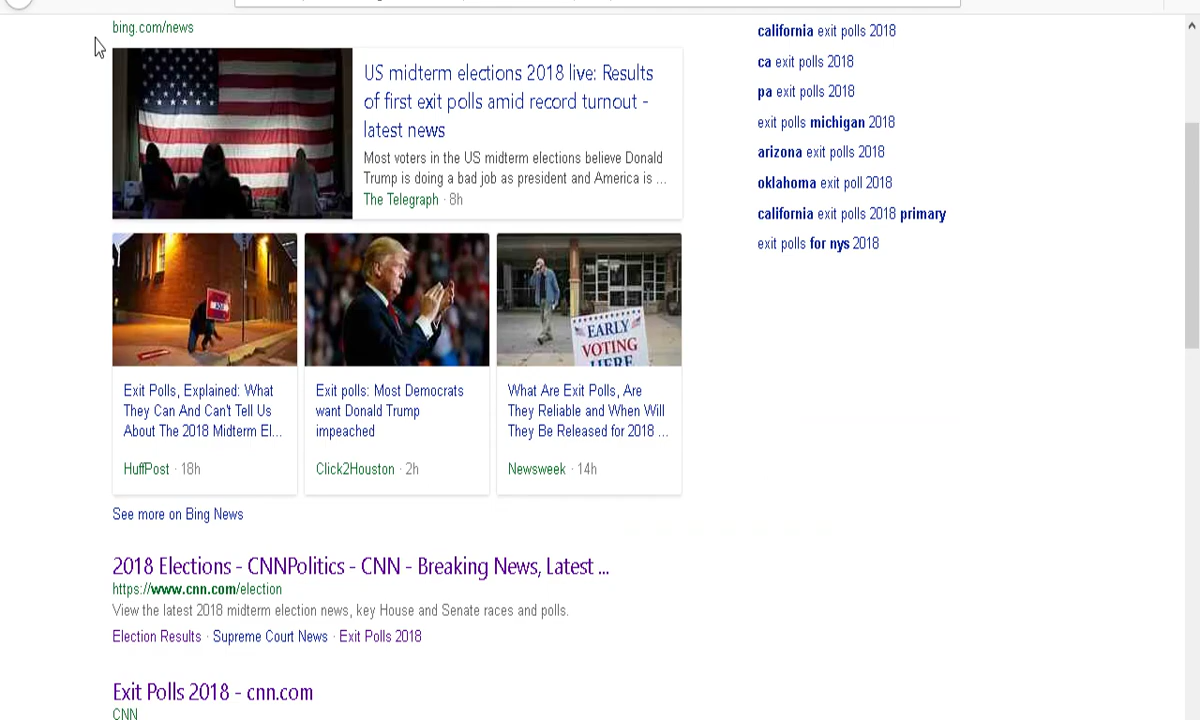 bing.com/news
US midterm elections 2018 live: Results
of first exit polls amid record turnout -
latest news
Most voters in the US midterm elections believe Donald
Trump is doing a bad job as president and America is ...
The Telegraph · 8h
EARLY
VOTING
HERE
Exit Polls, Explained: What
They Can And Can't Tell Us
About The 2018 Midterm El...
HuffPost · 18h
Exit polls: Most Democrats
want Donald Trump
impeached
Click2Houston · 2h
What Are Exit Polls, Are
They Reliable and When Will
They Be Released for 2018 ...
Newsweek · 14h
See more on Bing News
2018 Elections - CNNPolitics - CNN - Breaking News, Latest ...
https://www.cnn.com/election
View the latest 2018 midterm election news, key House and Senate races and polls.
Election Results · Supreme Court News · Exit Polls 2018
Exit Polls 2018 - cnn.com
CNN
california exit polls 2018
ca exit polls 2018
pa exit polls 2018
exit polls michigan 2018
arizona exit polls 2018
oklahoma exit poll 2018
california exit polls 2018 primary
exit polls for nys 2018